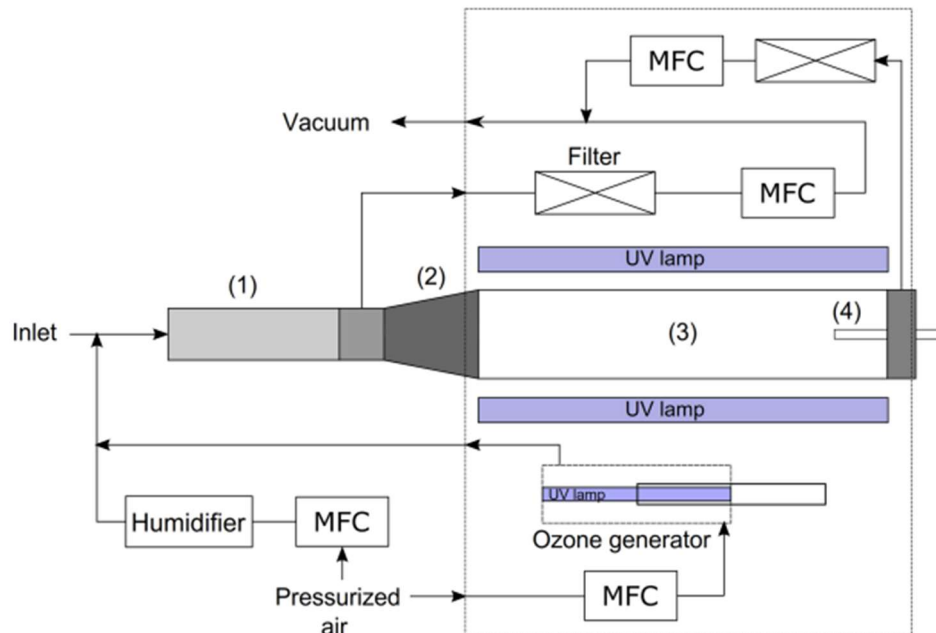 MFC
Vacuum
Filter
MFC
UV lamp
(1)
(2)
(4)
Inlet
(3)
UV lamp
UV lamp
Humidifier
MFC
Ozone generator
Pressurized
air
MFC